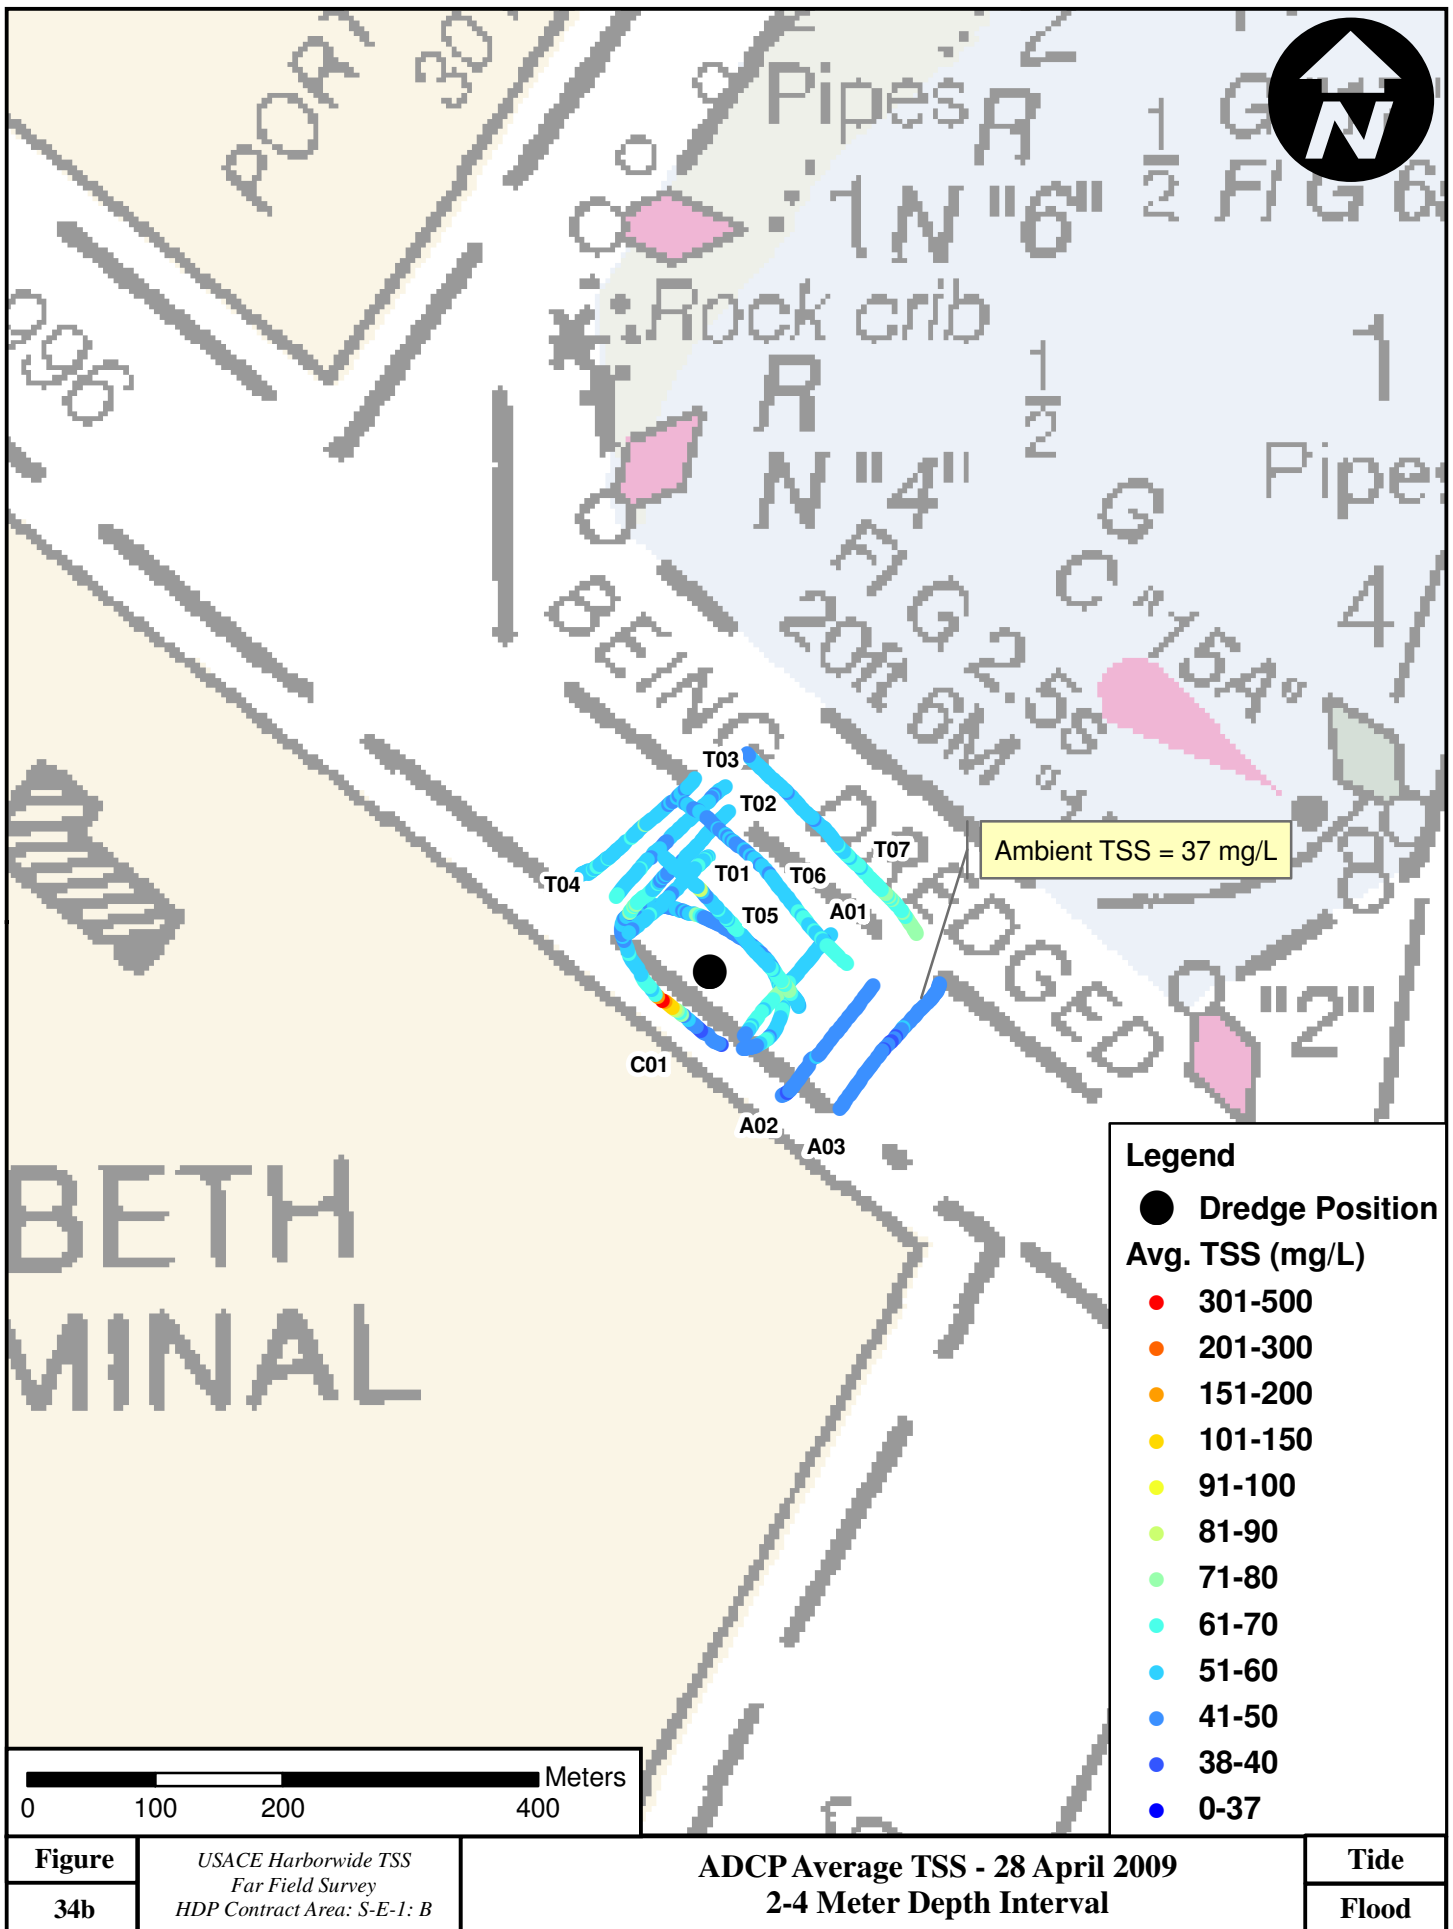 PORT
30
N
Pipes
R
1/2
G
2
1
N "6"
Fl G 6
996
Rock crib
R
1/2
1
N "4"
Pipes
G
C "15A"
4
Fl G 2.5s
20ft 6M
BEING
DREDGED
T03
T02
T07
T01
T06
T04
T05
A01
Ambient TSS = 37 mg/L
8
"2"
C01
A02
A03
BETH
MINAL
Legend
Dredge Position
Avg. TSS (mg/L)
301-500
201-300
151-200
101-150
91-100
81-90
71-80
61-70
51-60
41-50
38-40
0-37
Meters
0 100 200 400
Figure
34b
USACE Harborwide TSS
Far Field Survey
HDP Contract Area: S-E-1: B
ADCP Average TSS - 28 April 2009
2-4 Meter Depth Interval
Tide
Flood